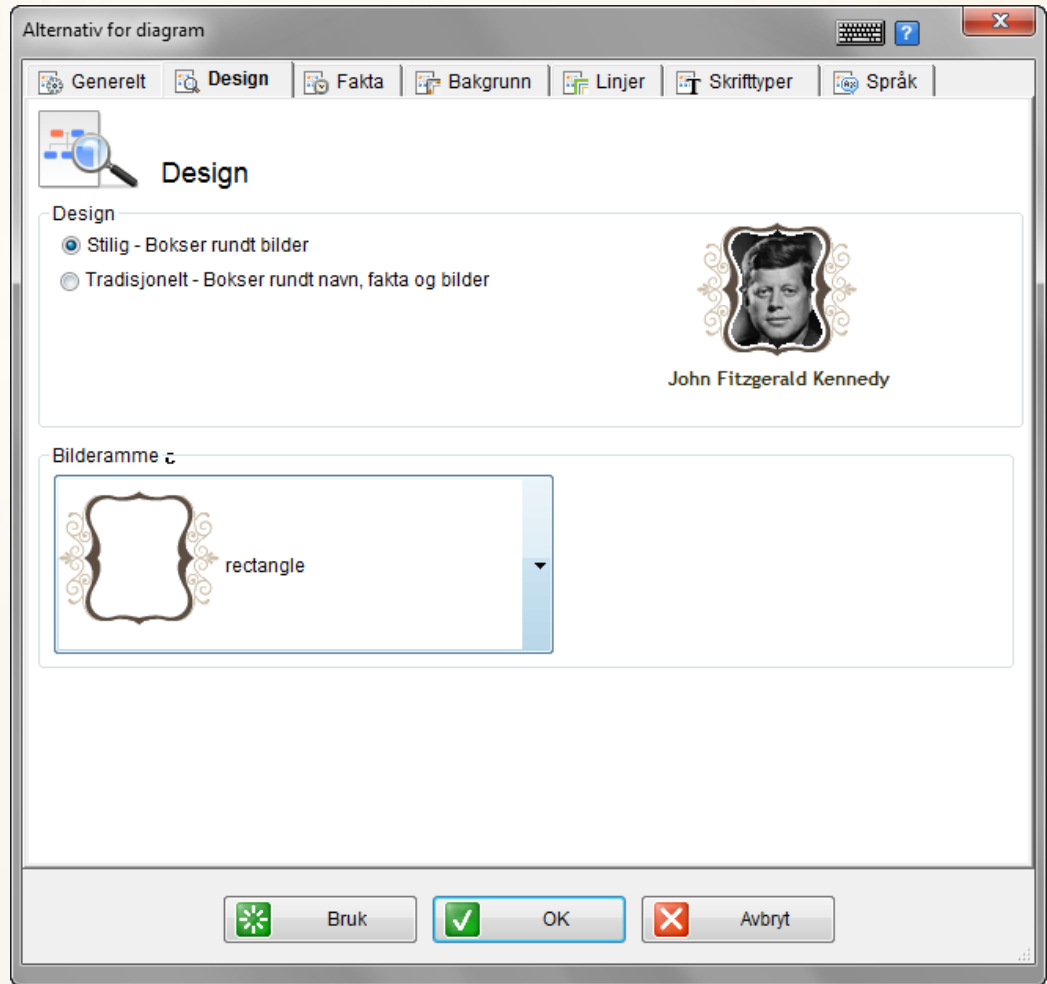 Alternativ for diagram
Generelt Design Fakta Bakgrunn Linjer Skrifttyper Språk
Design
Design
Stilig - Bokser rundt bilder
Tradisjonelt - Bokser rundt navn, fakta og bilder
John Fitzgerald Kennedy
Bilderamme
rectangle
Bruk OK Avbryt